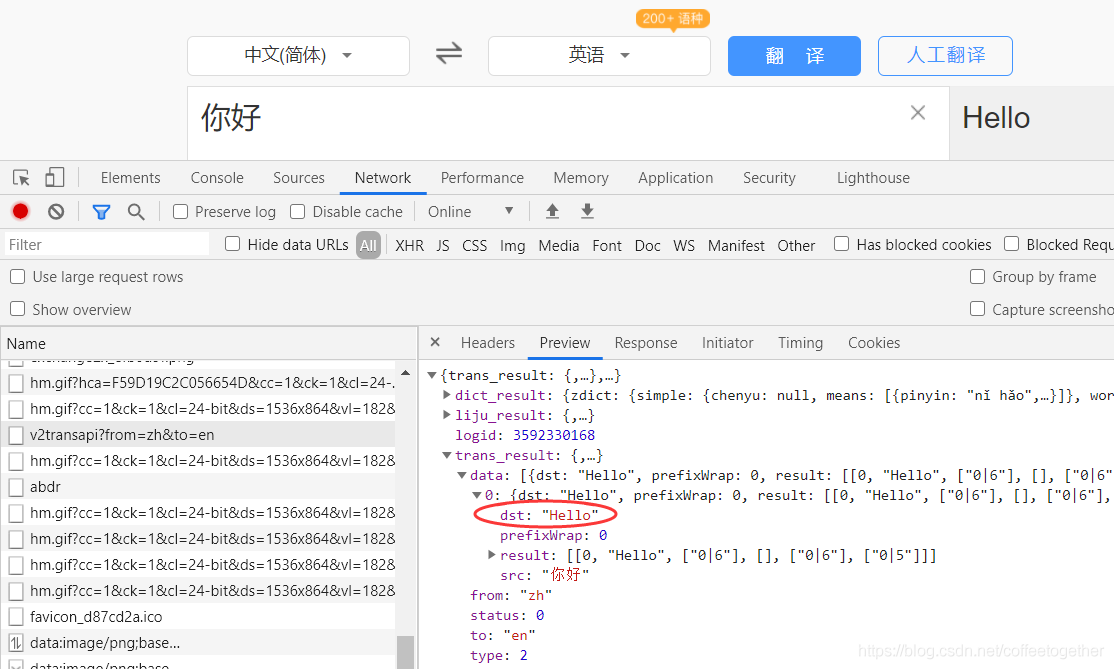 200+ 语种
中文(简体) 英语 翻 译 人工翻译
你好 Hello
Elements Console Sources Network Performance Memory Application Security Lighthouse
Preserve log Disable cache Online
Filter Hide data URLs All XHR JS CSS Img Media Font Doc WS Manifest Other Has blocked cookies Blocked Requ
Use large request rows Group by frame
Show overview Capture screensho
Name
hm.gif?hca=F59D19C2C056654D&cc=1&ck=1&cl=24-...
hm.gif?cc=1&ck=1&cl=24-bit&ds=1536x864&vl=182&
v2transapi?from=zh&to=en
hm.gif?cc=1&ck=1&cl=24-bit&ds=1536x864&vl=182&
abdr
hm.gif?cc=1&ck=1&cl=24-bit&ds=1536x864&vl=182&
hm.gif?cc=1&ck=1&cl=24-bit&ds=1536x864&vl=182&
hm.gif?cc=1&ck=1&cl=24-bit&ds=1536x864&vl=182&
hm.gif?cc=1&ck=1&cl=24-bit&ds=1536x864&vl=182&
favicon_d87cd2a.ico
data:image/png;base...
data:image/png;base
× Headers Preview Response Initiator Timing Cookies
{trans_result: {,…},…}
dict_result: {zdict: {simple: {chenyu: null, means: [{pinyin: "nǐ hǎo",…}]}, wor
liju_result: {,…}
logid: 3592330168
trans_result: {,…}
data: [{dst: "Hello", prefixWrap: 0, result: [[0, "Hello", ["0|6"], [], ["0|6"
0: {dst: "Hello", prefixWrap: 0, result: [[0, "Hello", ["0|6"], [], ["0|6"],
dst: "Hello"
prefixWrap: 0
result: [[0, "Hello", ["0|6"], [], ["0|6"], ["0|5"]]]
src: "你好"
from: "zh"
status: 0
to: "en"
type: 2
https://blog.csdn.net/coffeetogether